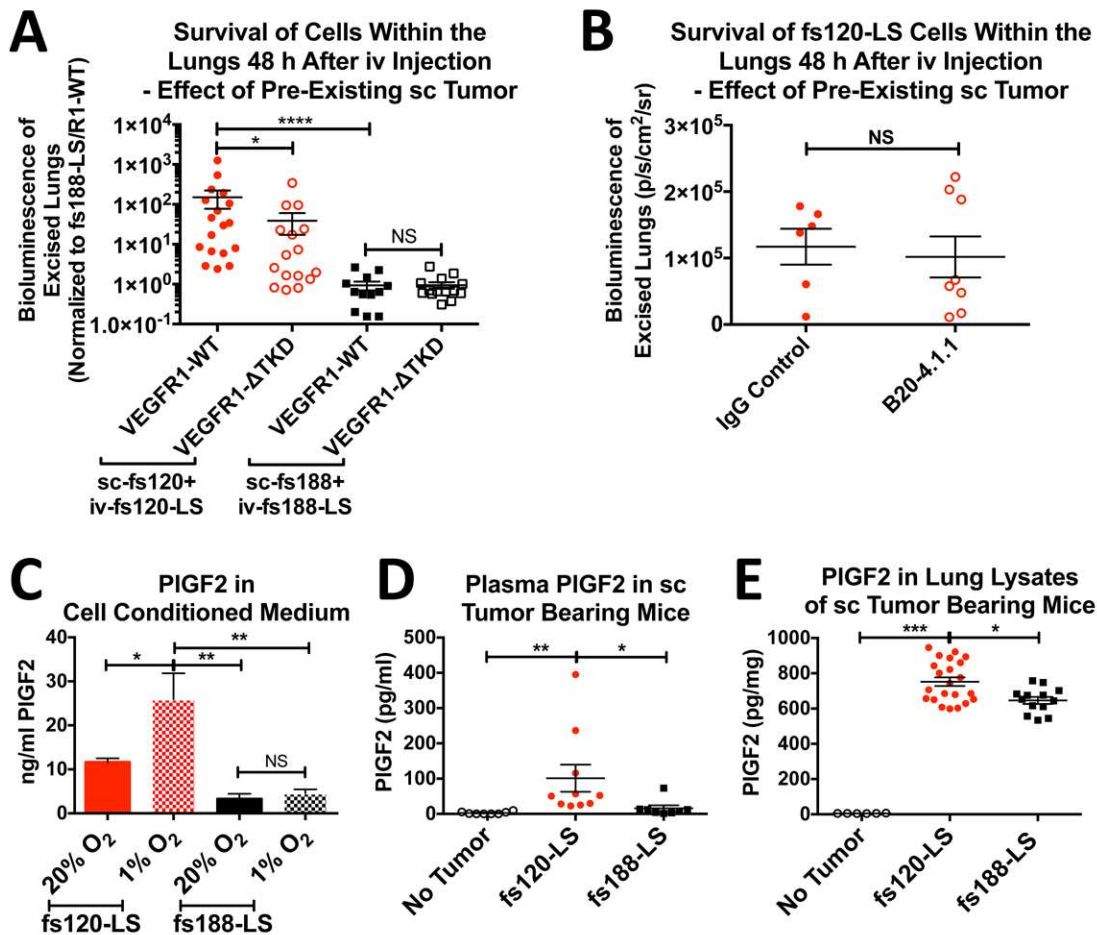 A
Survival of Cells Within the
Lungs 48 h After iv Injection
- Effect of Pre-Existing sc Tumor
Bioluminescence of
Excised Lungs
(Normalized to fs188-LS/R1-WT)
1×10⁴
1×10³
1×10²
1×10¹
1×10⁰
1.0×10⁻¹
****
*
NS
VEGFR1-WT
VEGFR1-ΔTKD
VEGFR1-WT
VEGFR1-ΔTKD
sc-fs120+
iv-fs120-LS
sc-fs188+
iv-fs188-LS
B
Survival of fs120-LS Cells Within the
Lungs 48 h After iv Injection
- Effect of Pre-Existing sc Tumor
Bioluminescence of
Excised Lungs (p/s/cm²/sr)
3×10⁵
2×10⁵
1×10⁵
0
NS
IgG Control
B20-4.1.1
C
PlGF2 in
Cell Conditioned Medium
ng/ml PlGF2
40
30
20
10
0
*
**
**
NS
20% O₂
1% O₂
20% O₂
1% O₂
fs120-LS
fs188-LS
D
Plasma PlGF2 in sc
Tumor Bearing Mice
PlGF2 (pg/ml)
500
400
300
200
100
0
**
*
No Tumor
fs120-LS
fs188-LS
E
PlGF2 in Lung Lysates
of sc Tumor Bearing Mice
PlGF2 (pg/mg)
1000
800
600
400
200
0
***
*
No Tumor
fs120-LS
fs188-LS